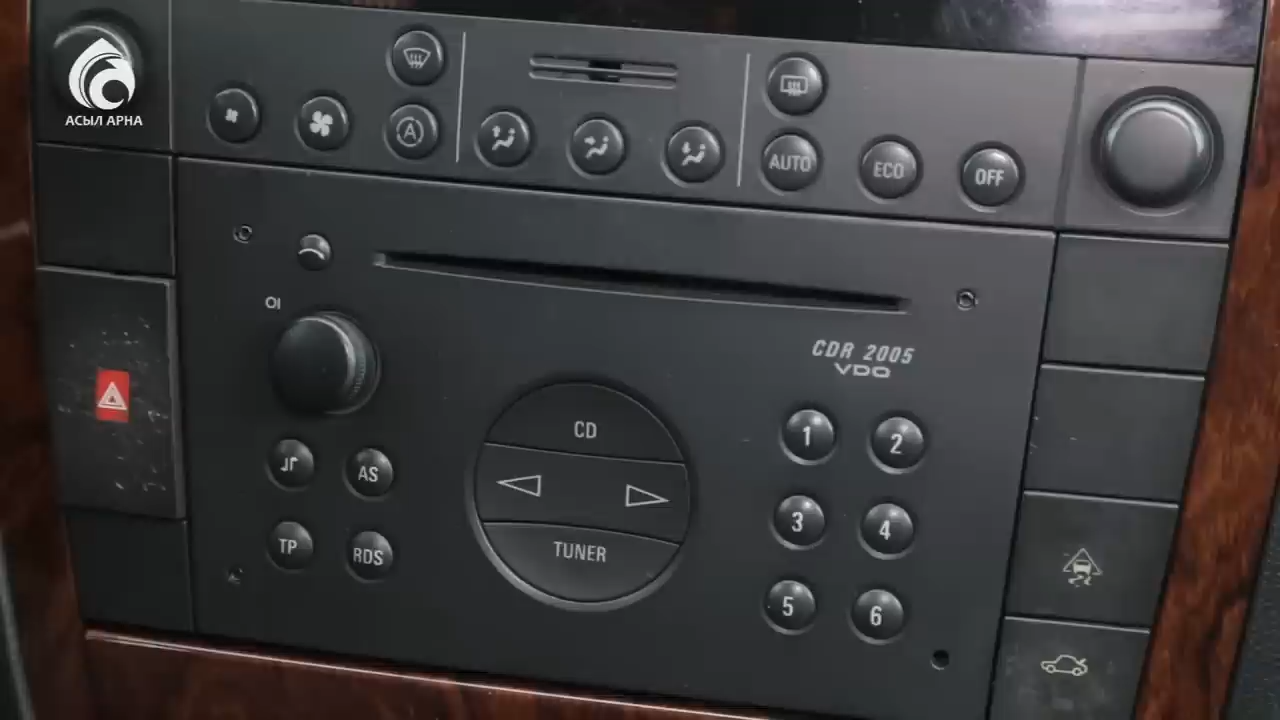 АСЫЛ АРНА
A
AUTO
ECO
OFF
OI
CDR 2005
VDO
CD
1
2
AS
3
4
TP
RDS
TUNER
5
6